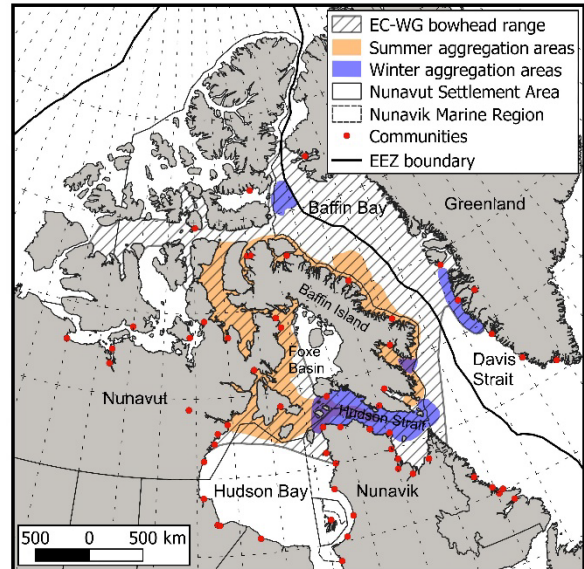 EC-WG bowhead range
Summer aggregation areas
Winter aggregation areas
Nunavut Settlement Area
Nunavik Marine Region
Communities
EEZ boundary
Baffin Bay
Greenland
Baffin Island
Foxe
Basin
Davis
Strait
Nunavut
Hudson Strait
Hudson Bay
Nunavik
500 0 500 km